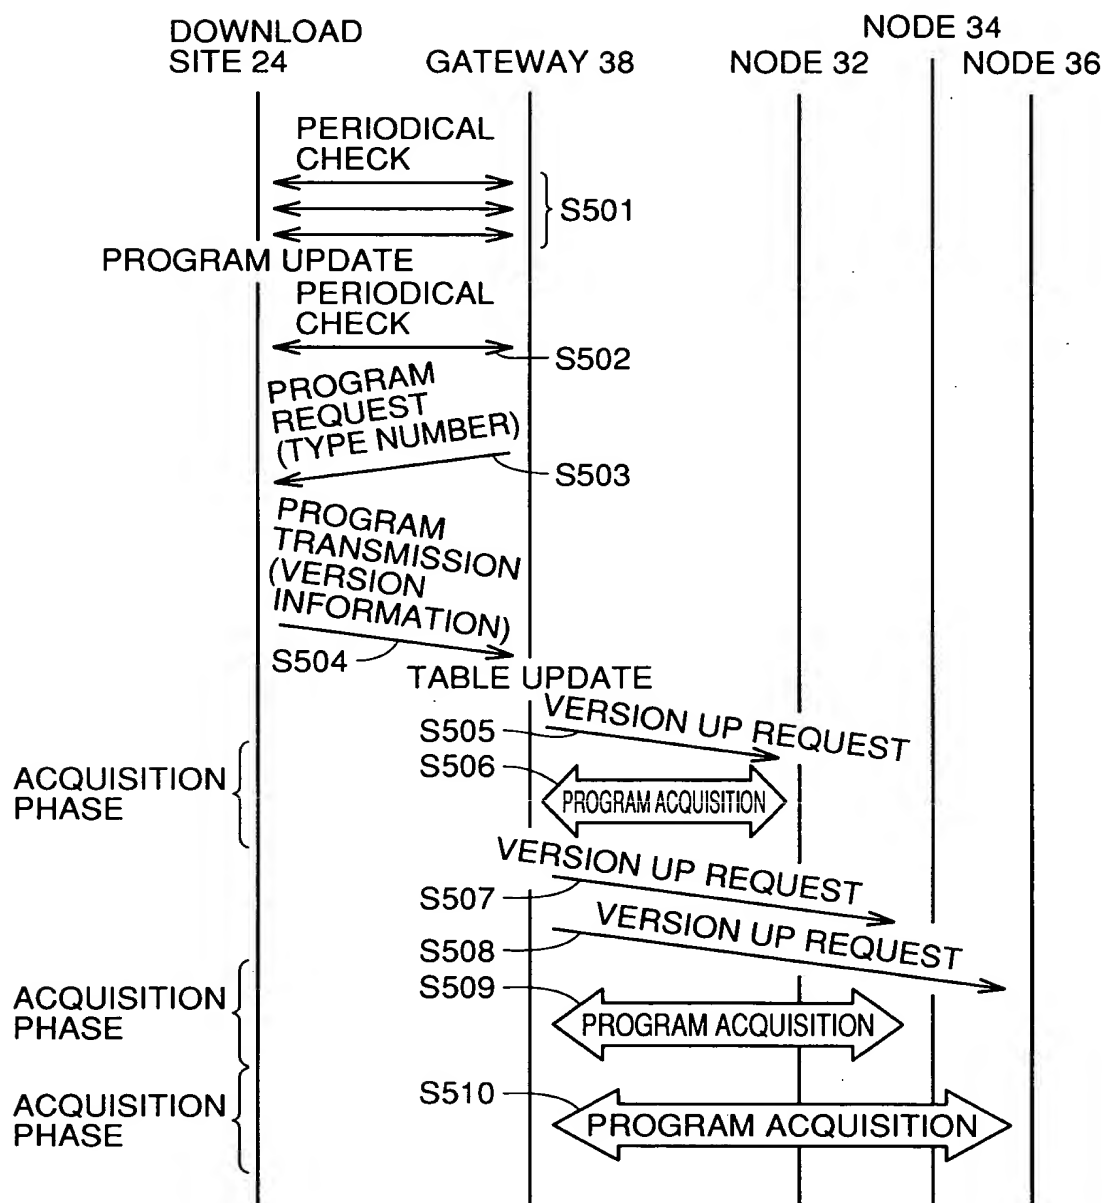 DOWNLOAD
SITE 24
GATEWAY 38
NODE 32
NODE 34
NODE 36
PERIODICAL
CHECK
S501
PROGRAM UPDATE
PERIODICAL
CHECK
S502
PROGRAM
REQUEST
(TYPE NUMBER)
S503
PROGRAM
TRANSMISSION
(VERSION
INFORMATION)
S504
TABLE UPDATE
VERSION UP REQUEST
S505
S506
ACQUISITION
PHASE
PROGRAM ACQUISITION
VERSION UP REQUEST
S507
VERSION UP REQUEST
S508
S509
ACQUISITION
PHASE
PROGRAM ACQUISITION
S510
ACQUISITION
PHASE
PROGRAM ACQUISITION